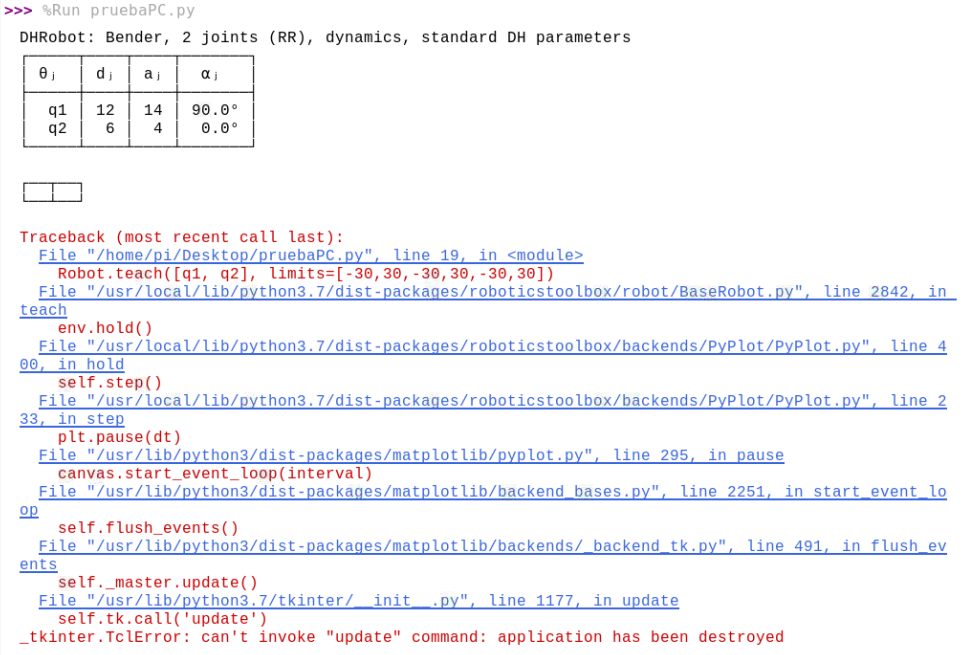 >>> %Run pruebaPC.py
DHRobot: Bender, 2 joints (RR), dynamics, standard DH parameters
θⱼ dⱼ aⱼ αⱼ
q1 12 14 90.0°
q2 6 4 0.0°
Traceback (most recent call last):
File "/home/pi/Desktop/pruebaPC.py", line 19, in <module>
Robot.teach([q1, q2], limits=[-30,30,-30,30,-30,30])
File "/usr/local/lib/python3.7/dist-packages/roboticstoolbox/robot/BaseRobot.py", line 2842, in
teach
env.hold()
File "/usr/local/lib/python3.7/dist-packages/roboticstoolbox/backends/PyPlot/PyPlot.py", line 4
00, in hold
self.step()
File "/usr/local/lib/python3.7/dist-packages/roboticstoolbox/backends/PyPlot/PyPlot.py", line 2
33, in step
plt.pause(dt)
File "/usr/lib/python3/dist-packages/matplotlib/pyplot.py", line 295, in pause
canvas.start_event_loop(interval)
File "/usr/lib/python3/dist-packages/matplotlib/backend_bases.py", line 2251, in start_event_lo
op
self.flush_events()
File "/usr/lib/python3/dist-packages/matplotlib/backends/_backend_tk.py", line 491, in flush_ev
ents
self._master.update()
File "/usr/lib/python3.7/tkinter/__init__.py", line 1177, in update
self.tk.call('update')
_tkinter.TclError: can't invoke "update" command: application has been destroyed